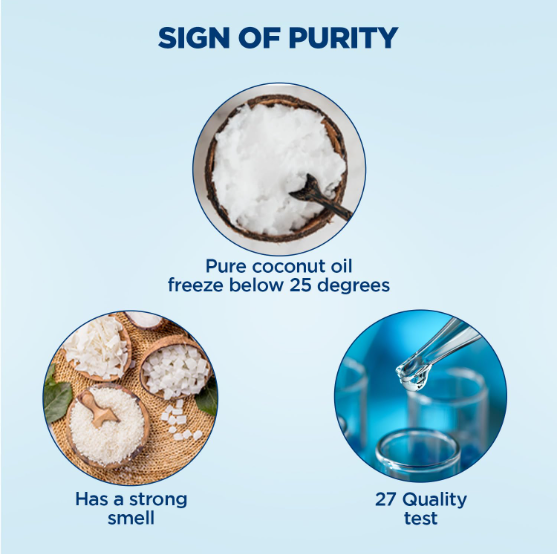 SIGN OF PURITY
Pure coconut oil
freeze below 25 degrees
Has a strong
smell
27 Quality
test